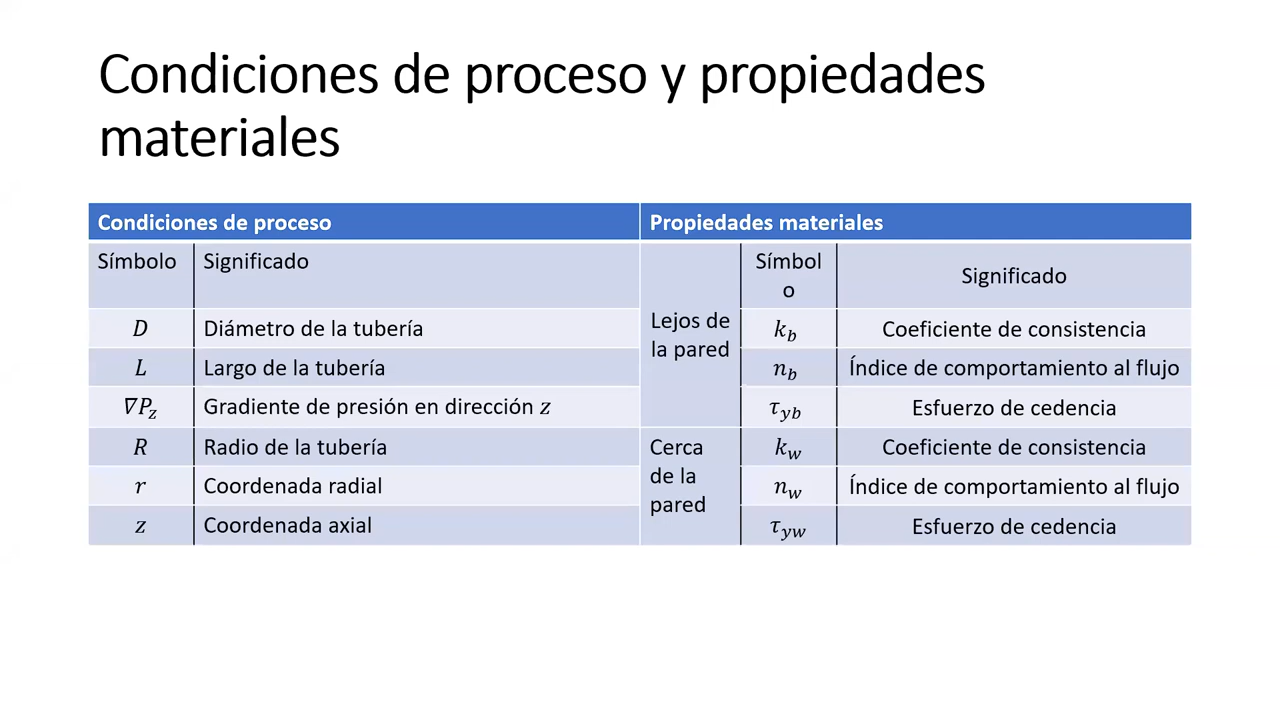 Condiciones de proceso y propiedades
materiales
Condiciones de proceso
Propiedades materiales
Símbolo
Significado
Lejos de
la pared
Símbol
o
Significado
D
Diámetro de la tubería
k_b
Coeficiente de consistencia
L
Largo de la tubería
n_b
Índice de comportamiento al flujo
∇P_z
Gradiente de presión en dirección z
τ_yb
Esfuerzo de cedencia
R
Radio de la tubería
Cerca
de la
pared
k_w
Coeficiente de consistencia
r
Coordenada radial
n_w
Índice de comportamiento al flujo
z
Coordenada axial
τ_yw
Esfuerzo de cedencia